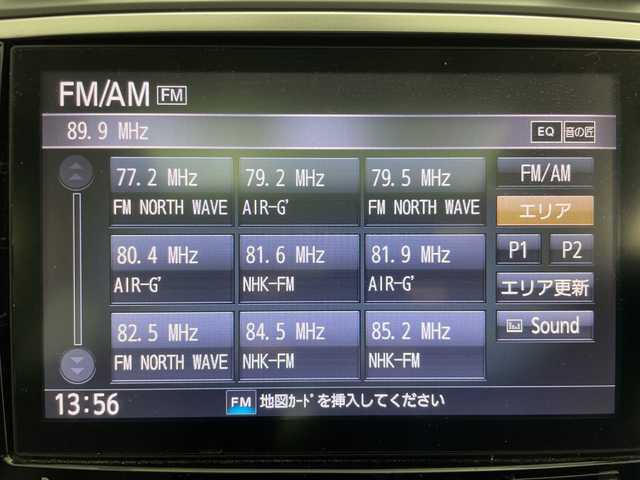 FM/AM FM
89.9 MHz EQ 音の匠
77.2 MHz 79.2 MHz 79.5 MHz FM/AM
FM NORTH WAVE AIR-G' FM NORTH WAVE エリア
80.4 MHz 81.6 MHz 81.9 MHz P1 P2
AIR-G' NHK-FM AIR-G' エリア更新
82.5 MHz 84.5 MHz 85.2 MHz Sound
FM NORTH WAVE NHK-FM NHK-FM
13:56 FM 地図ｶｰﾄﾞを挿入してください